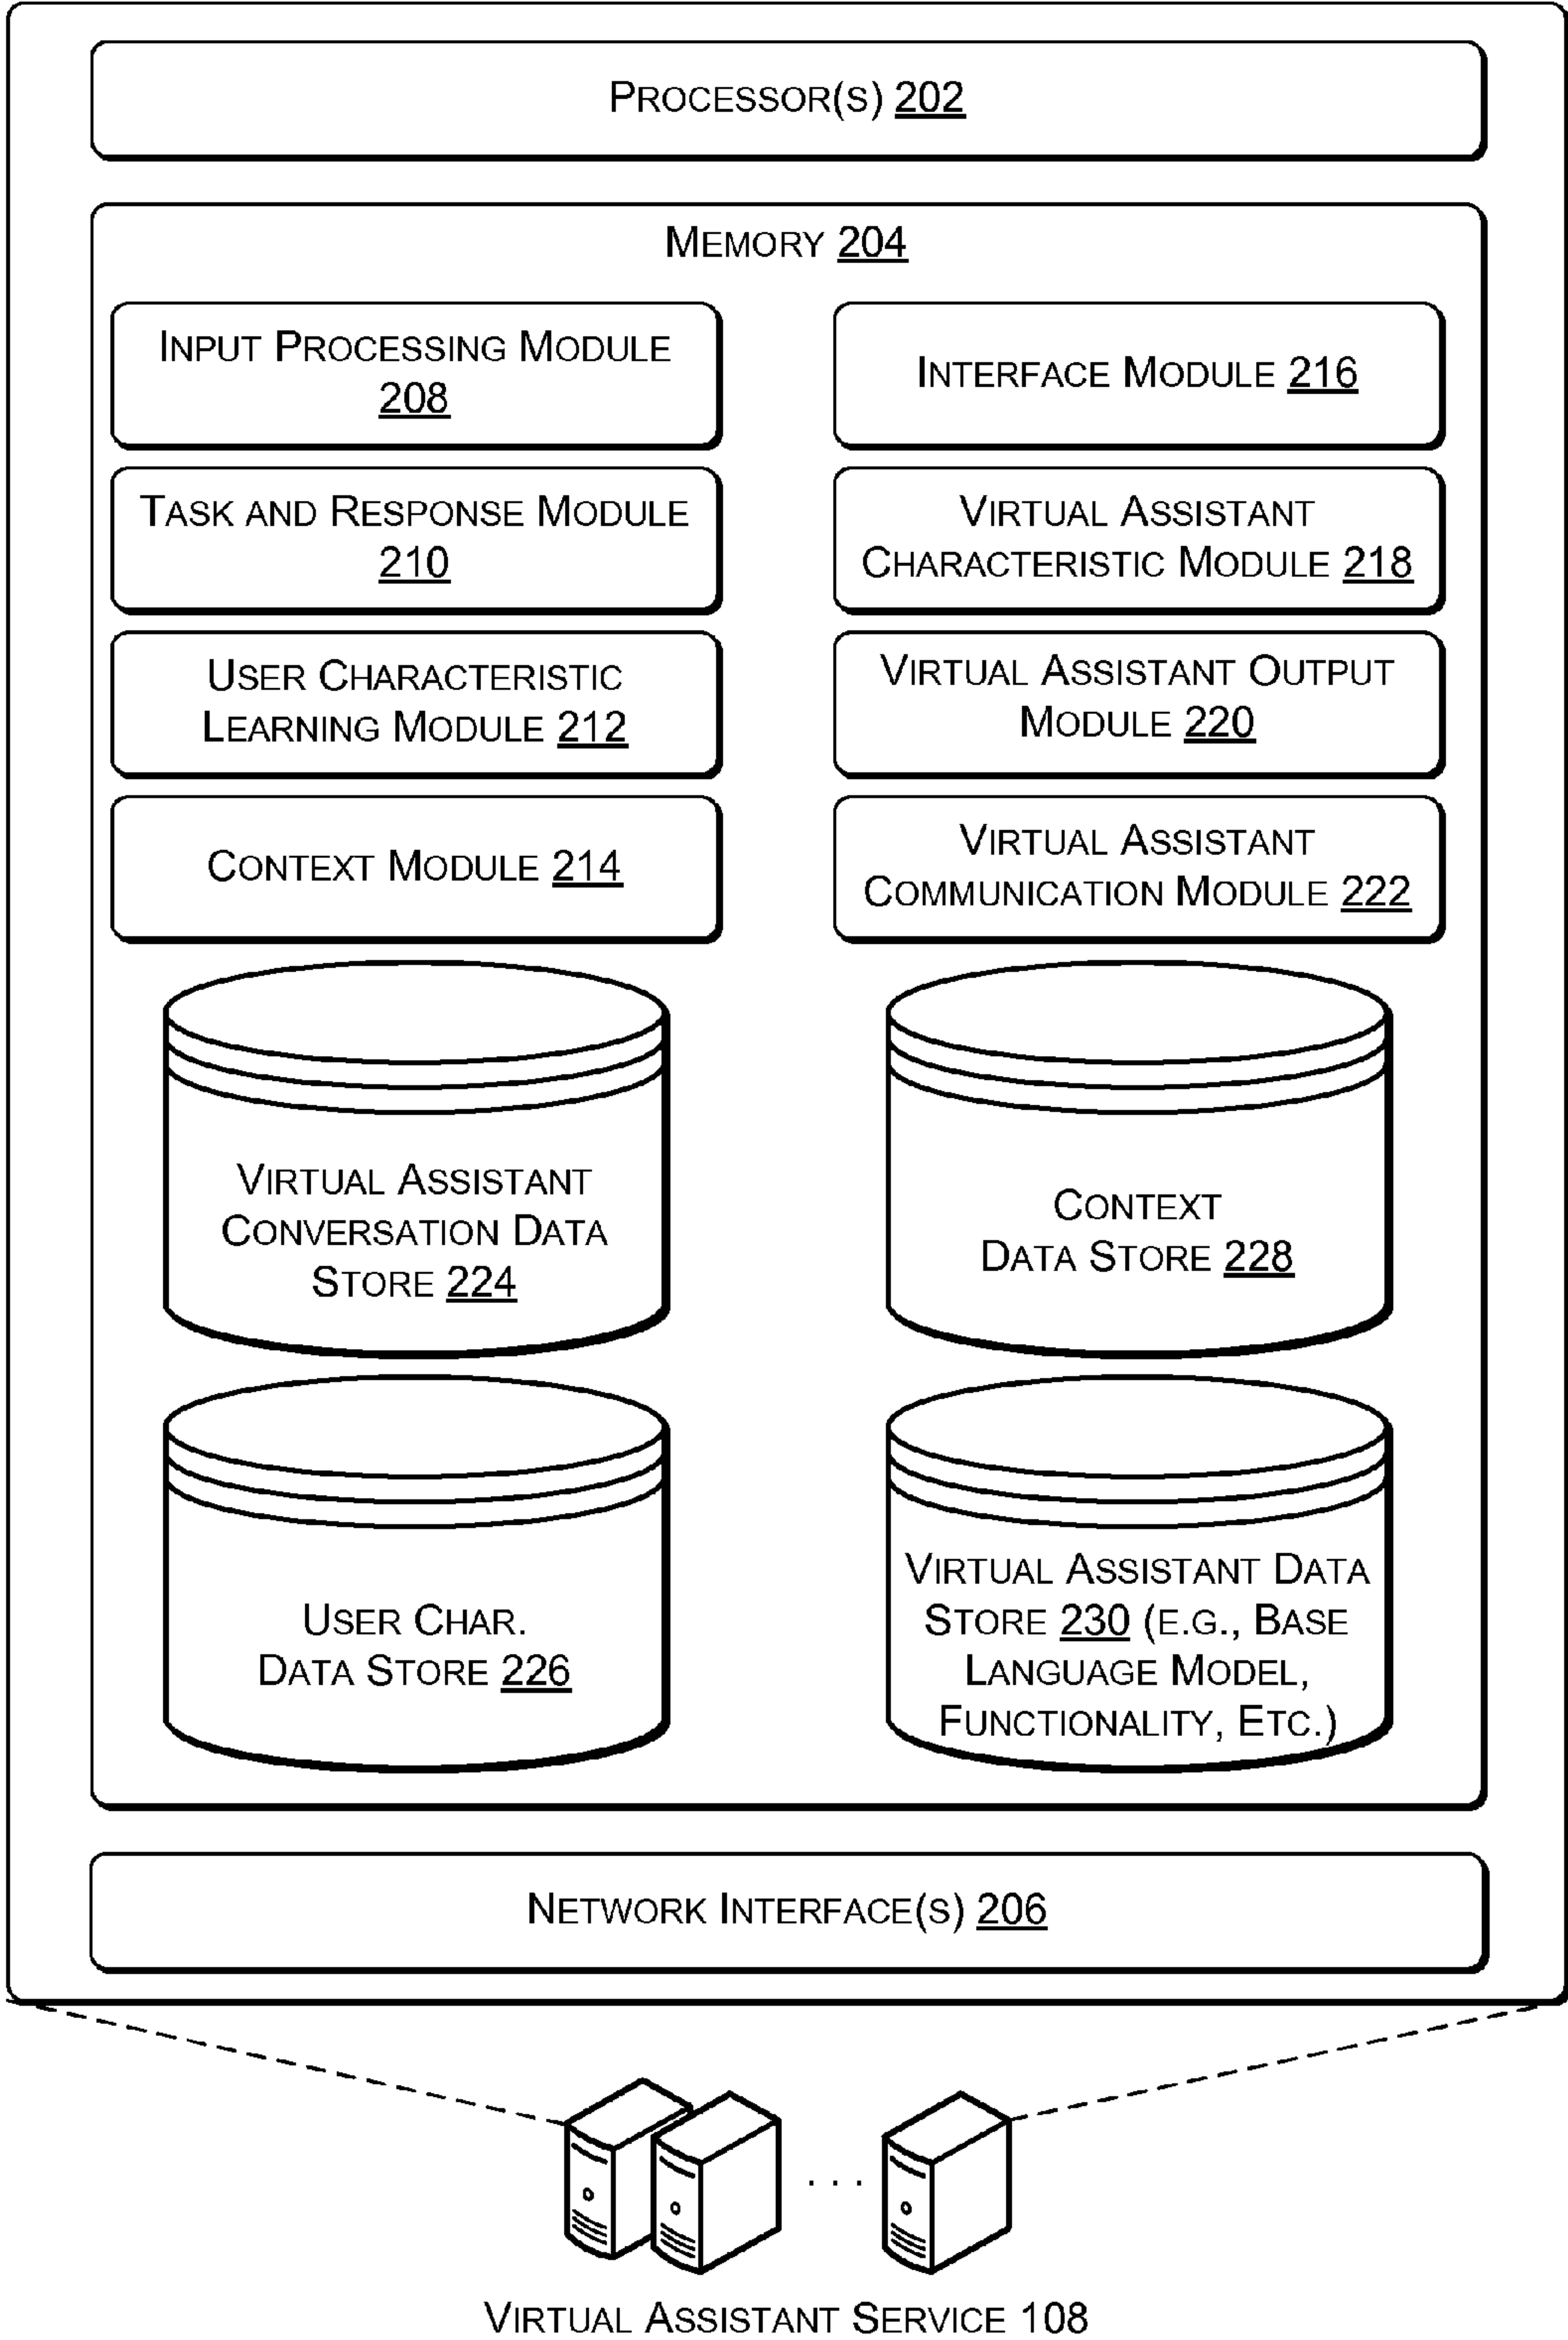 PROCESSOR(S) 202
MEMORY 204
INPUT PROCESSING MODULE
208
TASK AND RESPONSE MODULE
210
USER CHARACTERISTIC
LEARNING MODULE 212
CONTEXT MODULE 214
INTERFACE MODULE 216
VIRTUAL ASSISTANT
CHARACTERISTIC MODULE 218
VIRTUAL ASSISTANT OUTPUT
MODULE 220
VIRTUAL ASSISTANT
COMMUNICATION MODULE 222
VIRTUAL ASSISTANT
CONVERSATION DATA
STORE 224
CONTEXT
DATA STORE 228
USER CHAR.
DATA STORE 226
VIRTUAL ASSISTANT DATA
STORE 230 (E.G., BASE
LANGUAGE MODEL,
FUNCTIONALITY, ETC.)
NETWORK INTERFACE(S) 206
. . .
VIRTUAL ASSISTANT SERVICE 108